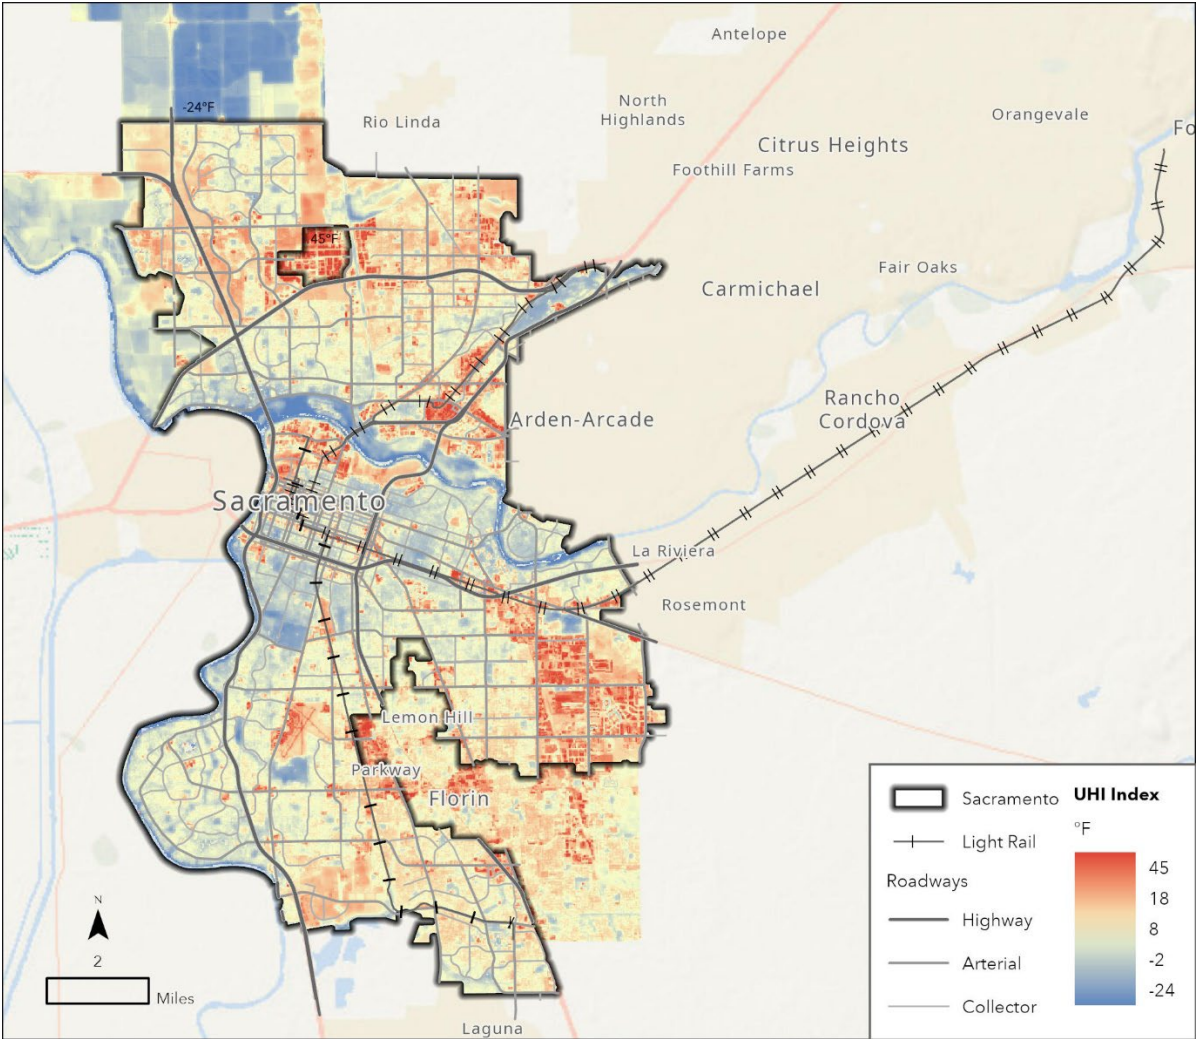 Antelope
-24°F
North
Highlands
Rio Linda
Orangevale
Fo
Citrus Heights
Foothill Farms
45°F
Fair Oaks
Carmichael
Rancho
Cordova
Arden-Arcade
Sacramento
La Riviera
Rosemont
Lemon Hill
Parkway
Florin
Laguna
N
2
Miles
Sacramento
Light Rail
Roadways
Highway
Arterial
Collector
UHI Index
°F
45
18
8
-2
-24